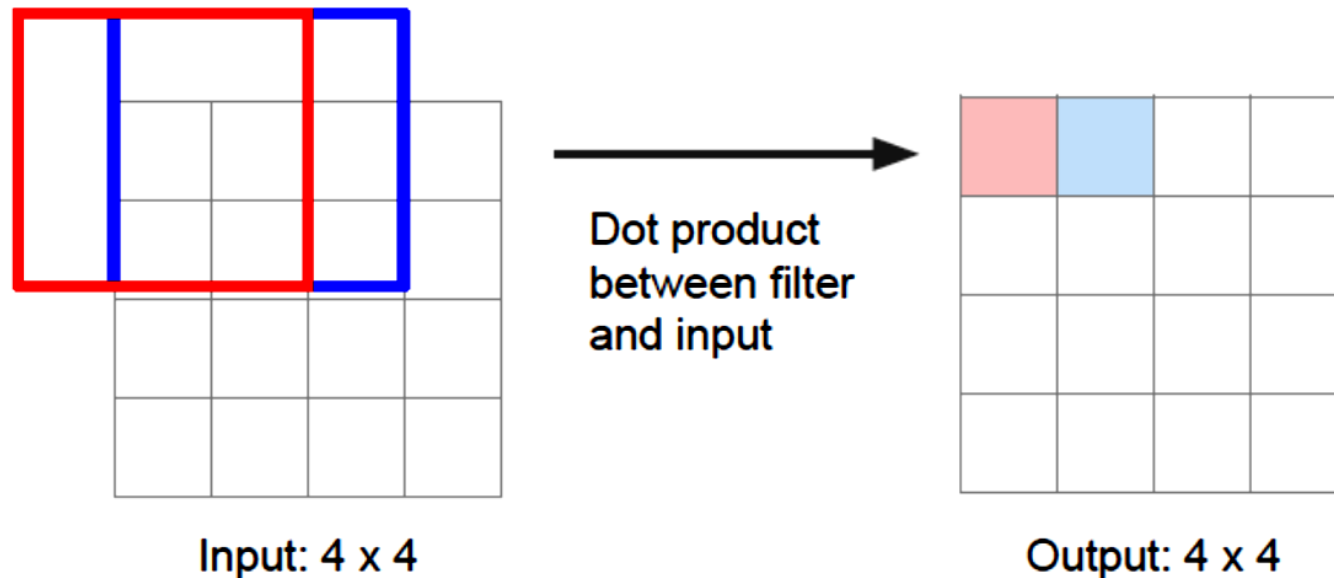 Dot product
between filter
and input
Input: 4 x 4
Output: 4 x 4